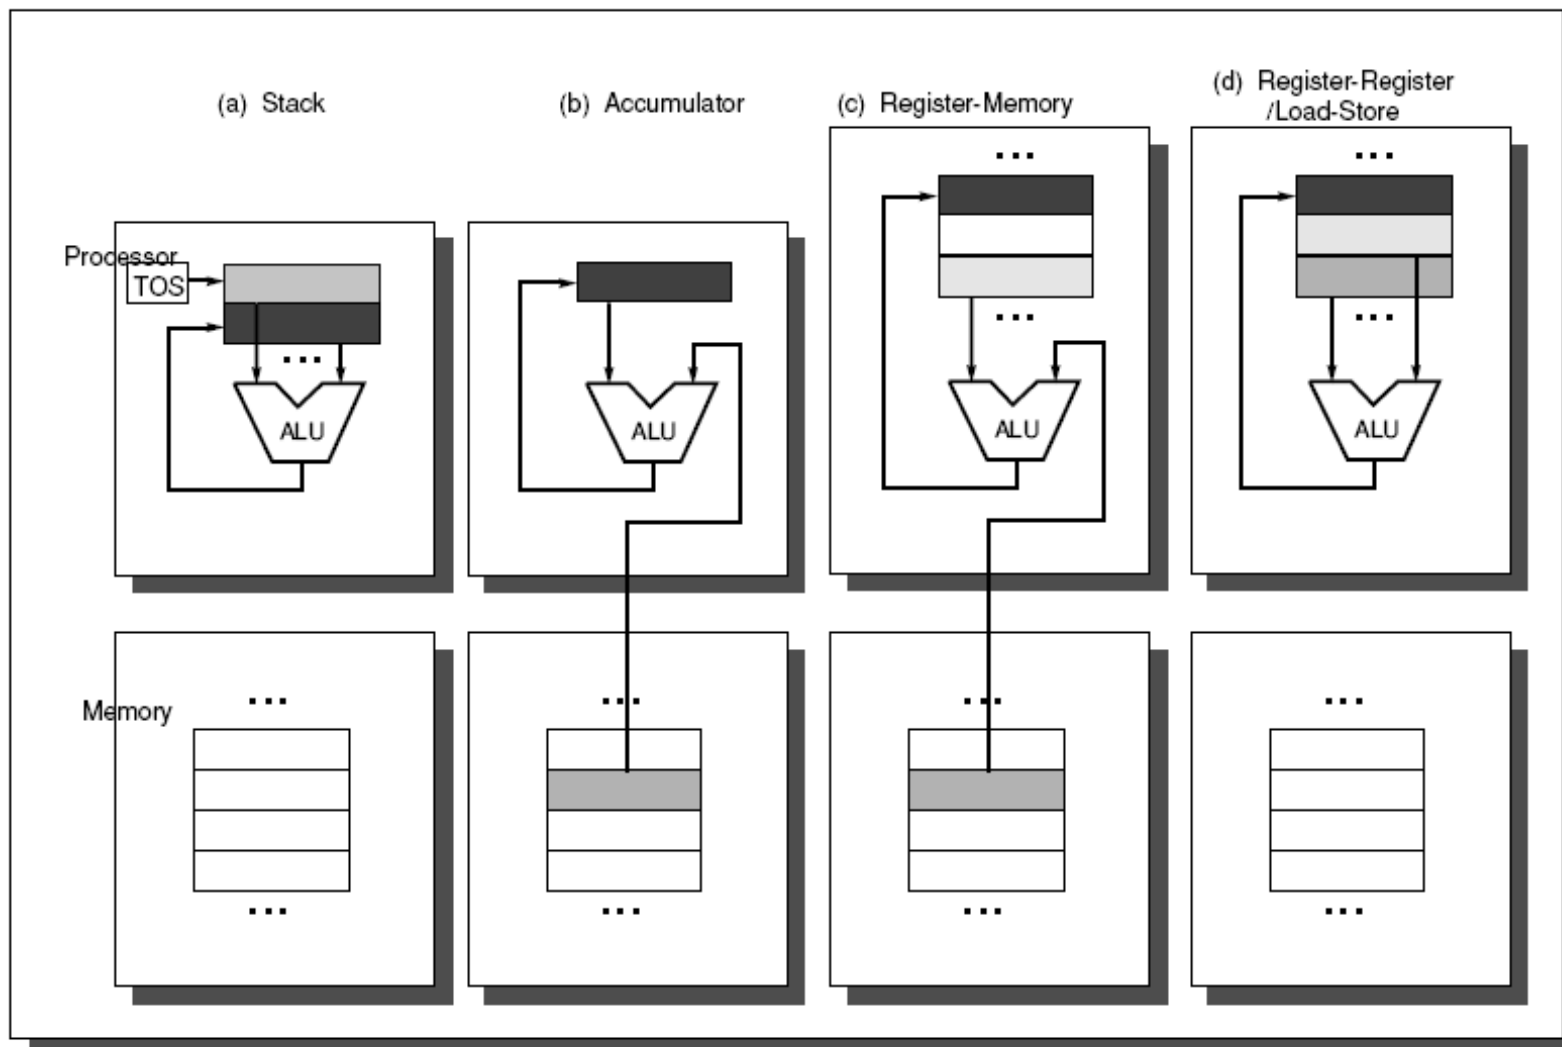 (a) Stack
(b) Accumulator
(c) Register-Memory
(d) Register-Register
/Load-Store
...
...
Processor
TOS
...
...
...
ALU
ALU
ALU
ALU
Memory
...
...
...
...
...
...
...
...